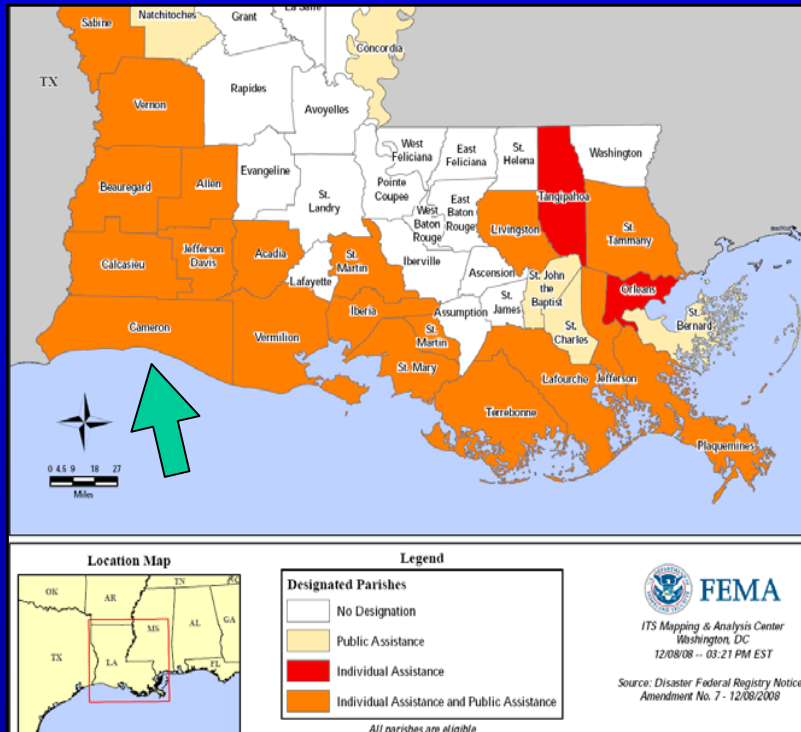 Sabine
Natchitoches
Grant
La Salle
Concordia
TX
Vernon
Rapides
Avoyelles
West
Feliciana
East
Feliciana
St.
Helena
Washington
Beauregard
Allen
Evangeline
St.
Landry
Pointe
Coupee
East
Baton
Rouge
West
Baton
Rouge
Tangipahoa
Livingston
St.
Tammany
Calcasieu
Jefferson
Davis
Acadia
Lafayette
St.
Martin
Iberville
Ascension
St. John
the
Baptist
Orleans
St.
Bernard
Cameron
Vermilion
Iberia
St.
Martin
Assumption
St.
James
St.
Charles
St. Mary
Lafourche
Jefferson
Terrebonne
Plaquemines
0 4.5 9 18 27
Miles
Location Map
OK
AR
TN
MS
AL
GA
TX
LA
FL
Legend
Designated Parishes
No Designation
Public Assistance
Individual Assistance
Individual Assistance and Public Assistance
All parishes are eligible
FEMA
ITS Mapping & Analysis Center
Washington, DC
12/08/08 -- 03:21 PM EST
Source: Disaster Federal Registry Notice
Amendment No. 7 - 12/08/2008